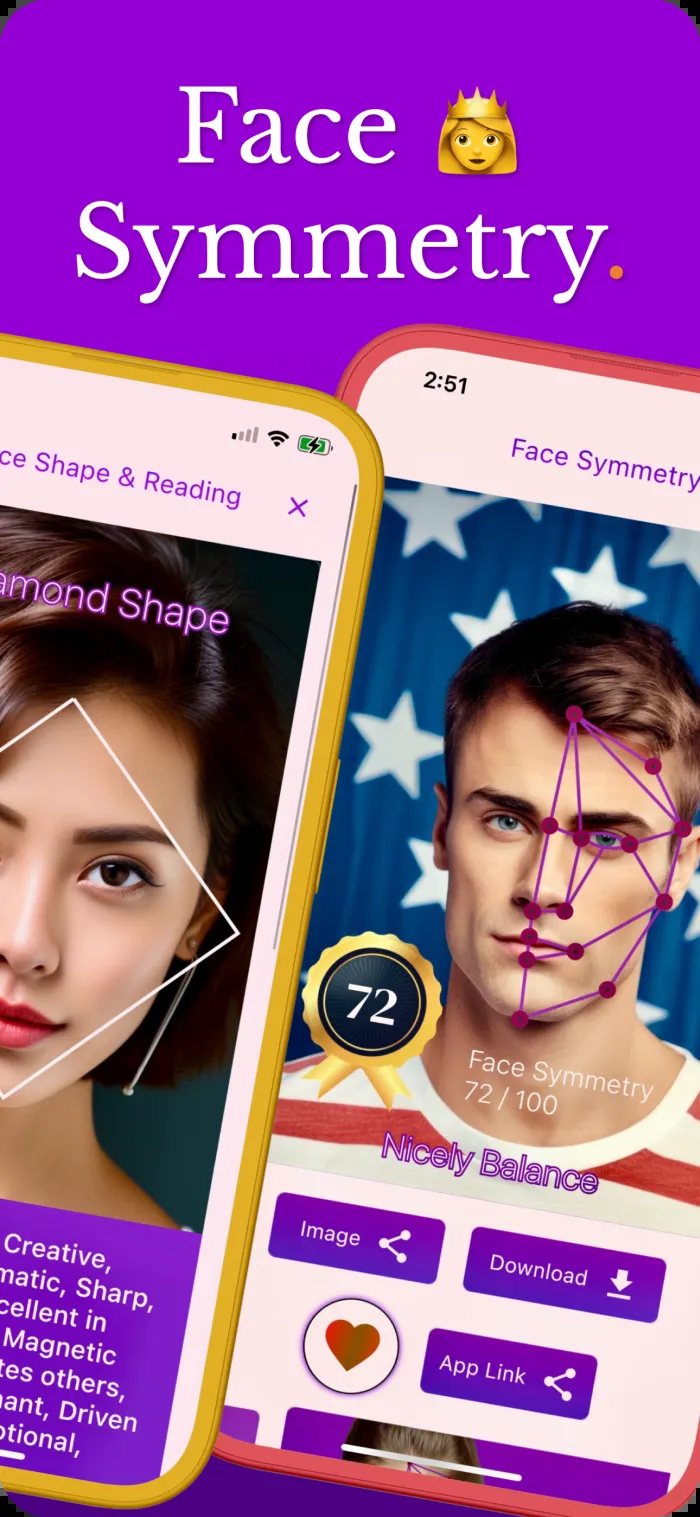 Face
Symmetry.
ce Shape & Reading
amond Shape
Creative,
matic, Sharp,
cellent in
Magnetic
tes others,
nant, Driven
otional,
2:51
Face Symmetry
72
Face Symmetry
72 / 100
Nicely Balance
Image
Download
App Link